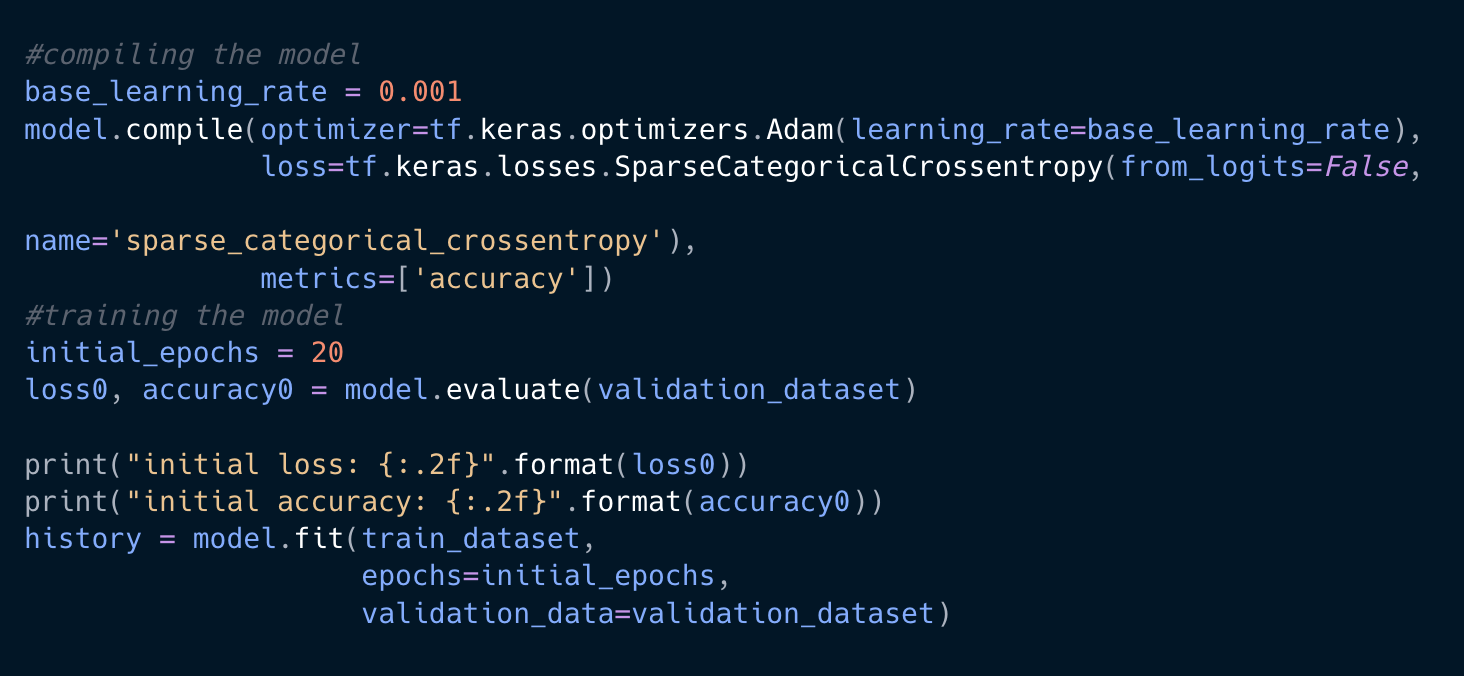 #compiling the model
base_learning_rate = 0.001
model.compile(optimizer=tf.keras.optimizers.Adam(learning_rate=base_learning_rate),
              loss=tf.keras.losses.SparseCategoricalCrossentropy(from_logits=False,

name='sparse_categorical_crossentropy'),
              metrics=['accuracy'])
#training the model
initial_epochs = 20
loss0, accuracy0 = model.evaluate(validation_dataset)

print("initial loss: {:.2f}".format(loss0))
print("initial accuracy: {:.2f}".format(accuracy0))
history = model.fit(train_dataset,
                    epochs=initial_epochs,
                    validation_data=validation_dataset)